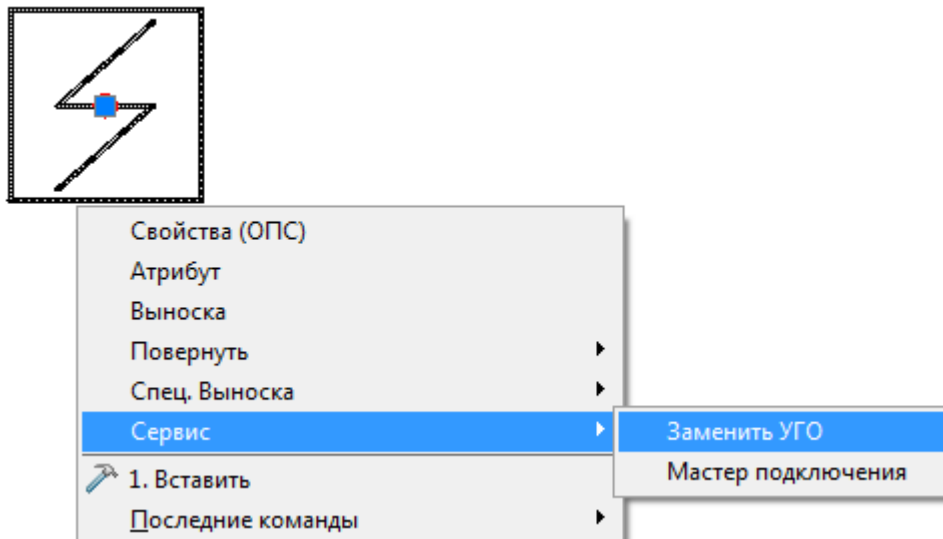 Свойства (ОПС)
Атрибут
Выноска
Повернуть
Спец. Выноска
Сервис
Заменить УГО
Мастер подключения
1. Вставить
Последние команды